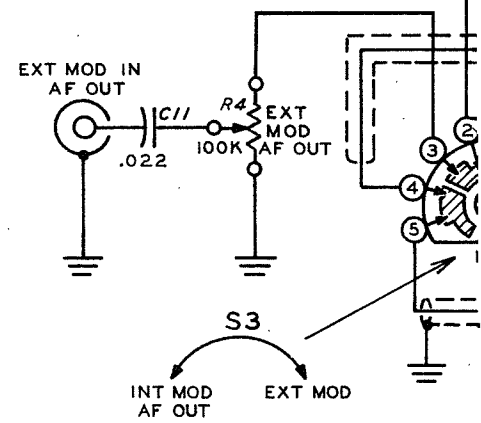 EXT MOD IN
AF OUT
C11
.022
R4
100K
EXT
MOD
AF OUT
2
3
4
5
S3
INT MOD
AF OUT
EXT MOD